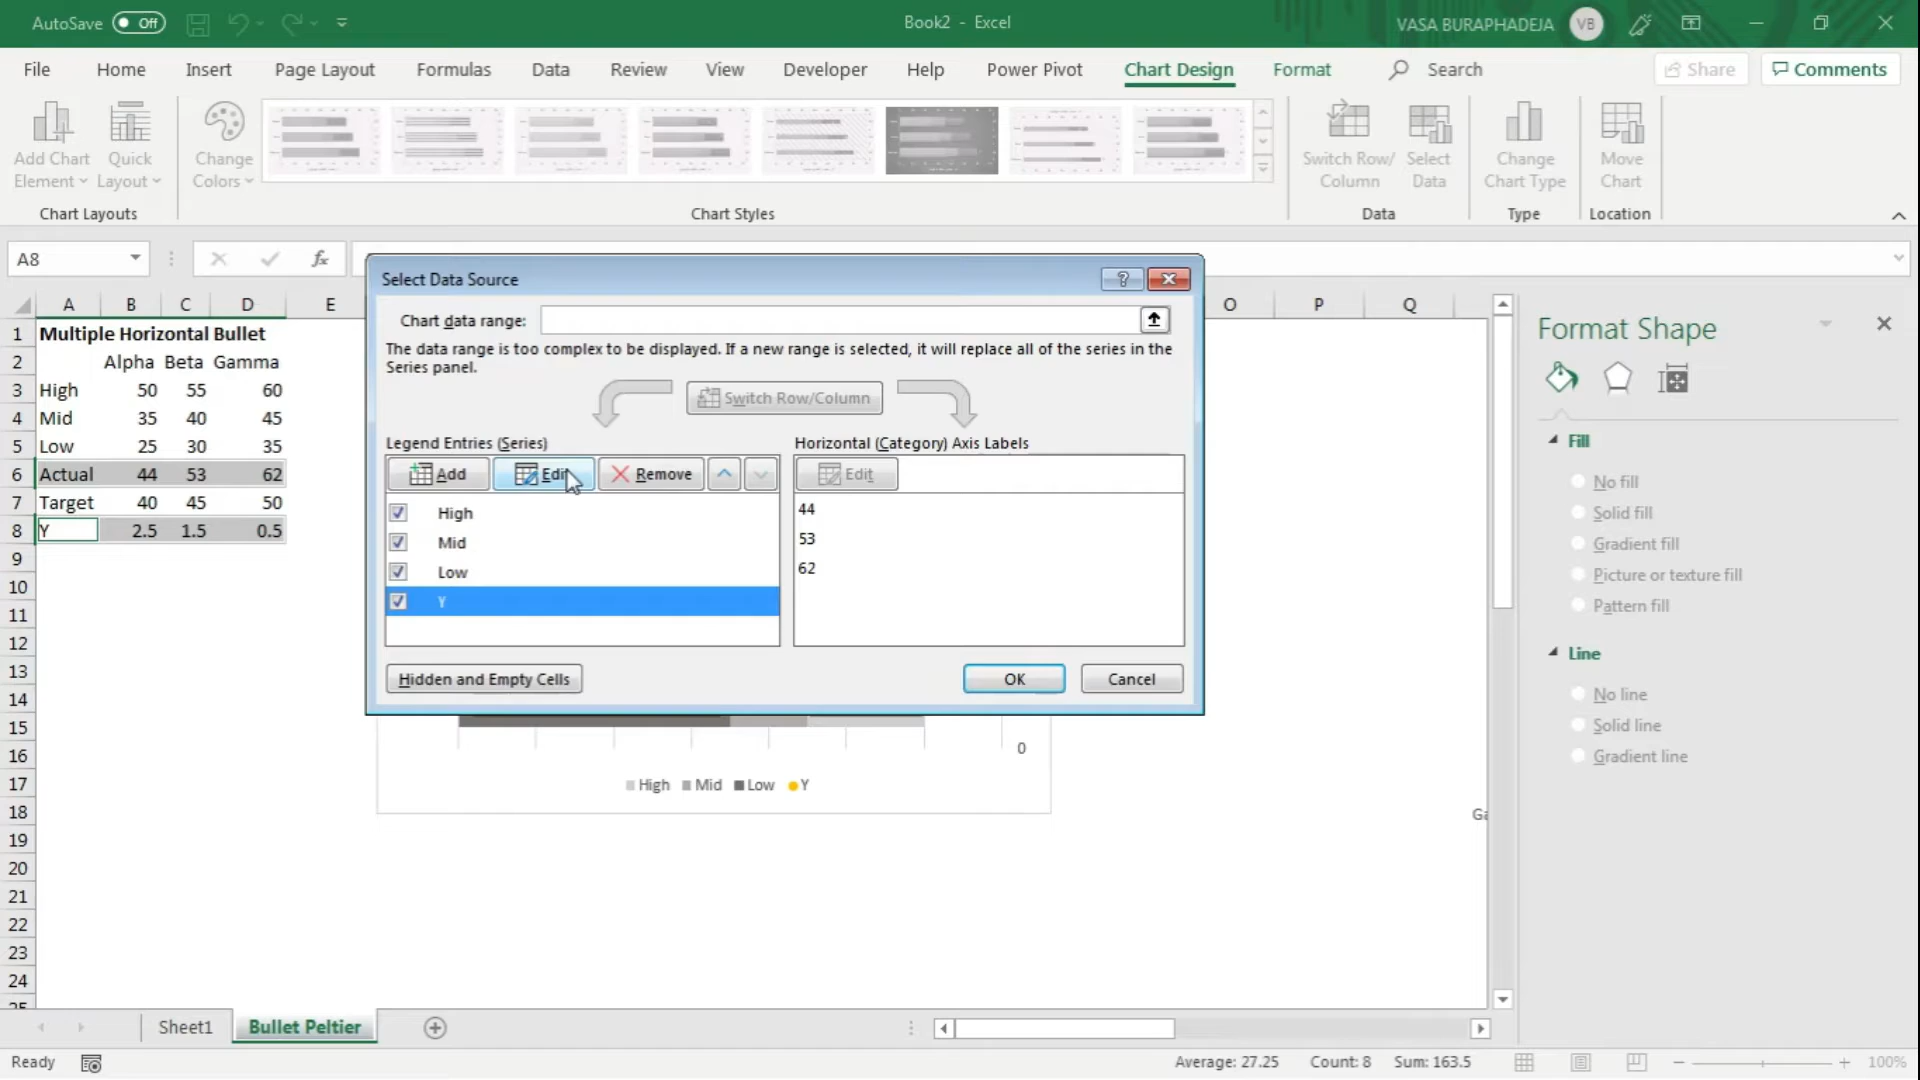 AutoSave Off
Book2 - Excel
VASA BURAPHADEJA VB
File Home Insert Page Layout Formulas Data Review View Developer Help Power Pivot Chart Design Format Search Share Comments
Add Chart Element
Quick Layout
Change Colors
Switch Row/ Column
Select Data
Change Chart Type
Move Chart
Chart Layouts
Chart Styles
Data
Type
Location
A8
fx
Select Data Source
?
Chart data range:
The data range is too complex to be displayed. If a new range is selected, it will replace all of the series in the
Series panel.
Switch Row/Column
Legend Entries (Series)
Add Edit Remove
High
Mid
Low
Y
Horizontal (Category) Axis Labels
Edit
44
53
62
Hidden and Empty Cells
OK
Cancel
A B C D E O P Q
1 Multiple Horizontal Bullet
2 Alpha Beta Gamma
3 High 50 55 60
4 Mid 35 40 45
5 Low 25 30 35
6 Actual 44 53 62
7 Target 40 45 50
8 Y 2.5 1.5 0.5
9
10
11
12
13
14
15
16
17
18
19
20
21
22
23
24
25
0
High Mid Low Y
Ga
Format Shape
Fill
No fill
Solid fill
Gradient fill
Picture or texture fill
Pattern fill
Line
No line
Solid line
Gradient line
Sheet1 Bullet Peltier
Ready
Average: 27.25 Count: 8 Sum: 163.5
100%